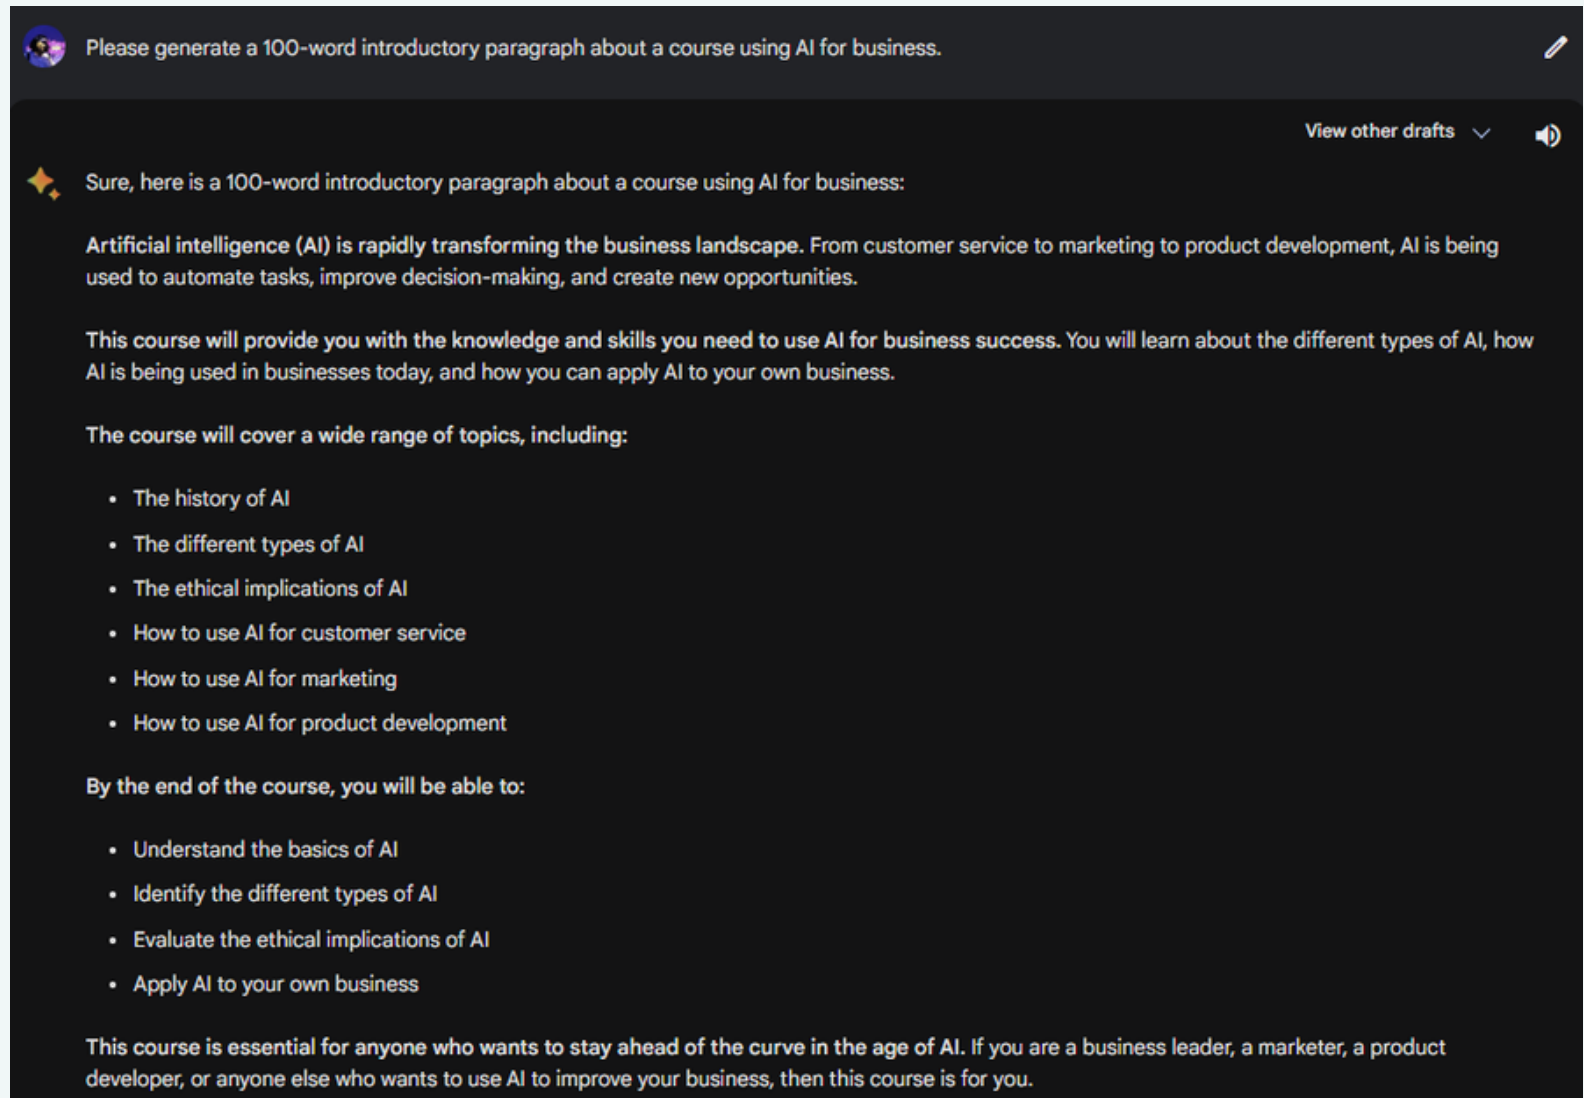 Please generate a 100-word introductory paragraph about a course using AI for business.
View other drafts
Sure, here is a 100-word introductory paragraph about a course using AI for business:
Artificial intelligence (AI) is rapidly transforming the business landscape. From customer service to marketing to product development, AI is being
used to automate tasks, improve decision-making, and create new opportunities.
This course will provide you with the knowledge and skills you need to use AI for business success. You will learn about the different types of AI, how
AI is being used in businesses today, and how you can apply AI to your own business.
The course will cover a wide range of topics, including:
• The history of AI
• The different types of AI
• The ethical implications of AI
• How to use AI for customer service
• How to use AI for marketing
• How to use AI for product development
By the end of the course, you will be able to:
• Understand the basics of AI
• Identify the different types of AI
• Evaluate the ethical implications of AI
• Apply AI to your own business
This course is essential for anyone who wants to stay ahead of the curve in the age of AI. If you are a business leader, a marketer, a product
developer, or anyone else who wants to use AI to improve your business, then this course is for you.